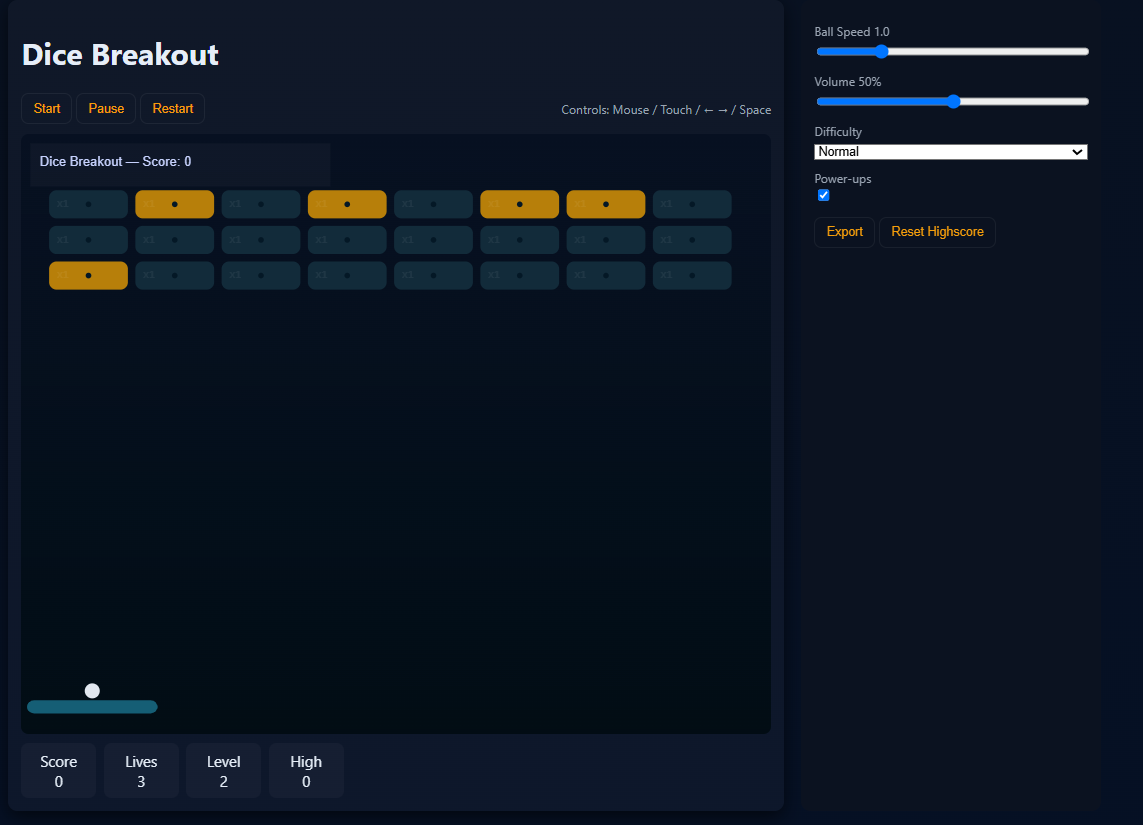 Dice Breakout
Start Pause Restart
Controls: Mouse / Touch / ← → / Space
Dice Breakout — Score: 0
x1 x1 x1 x1 x1 x1 x1 x1
x1 x1 x1 x1 x1 x1 x1 x1
x1 x1 x1 x1 x1 x1 x1 x1
Score Lives Level High
0 3 2 0
Ball Speed 1.0
Volume 50%
Difficulty
Normal
Power-ups
Export Reset Highscore